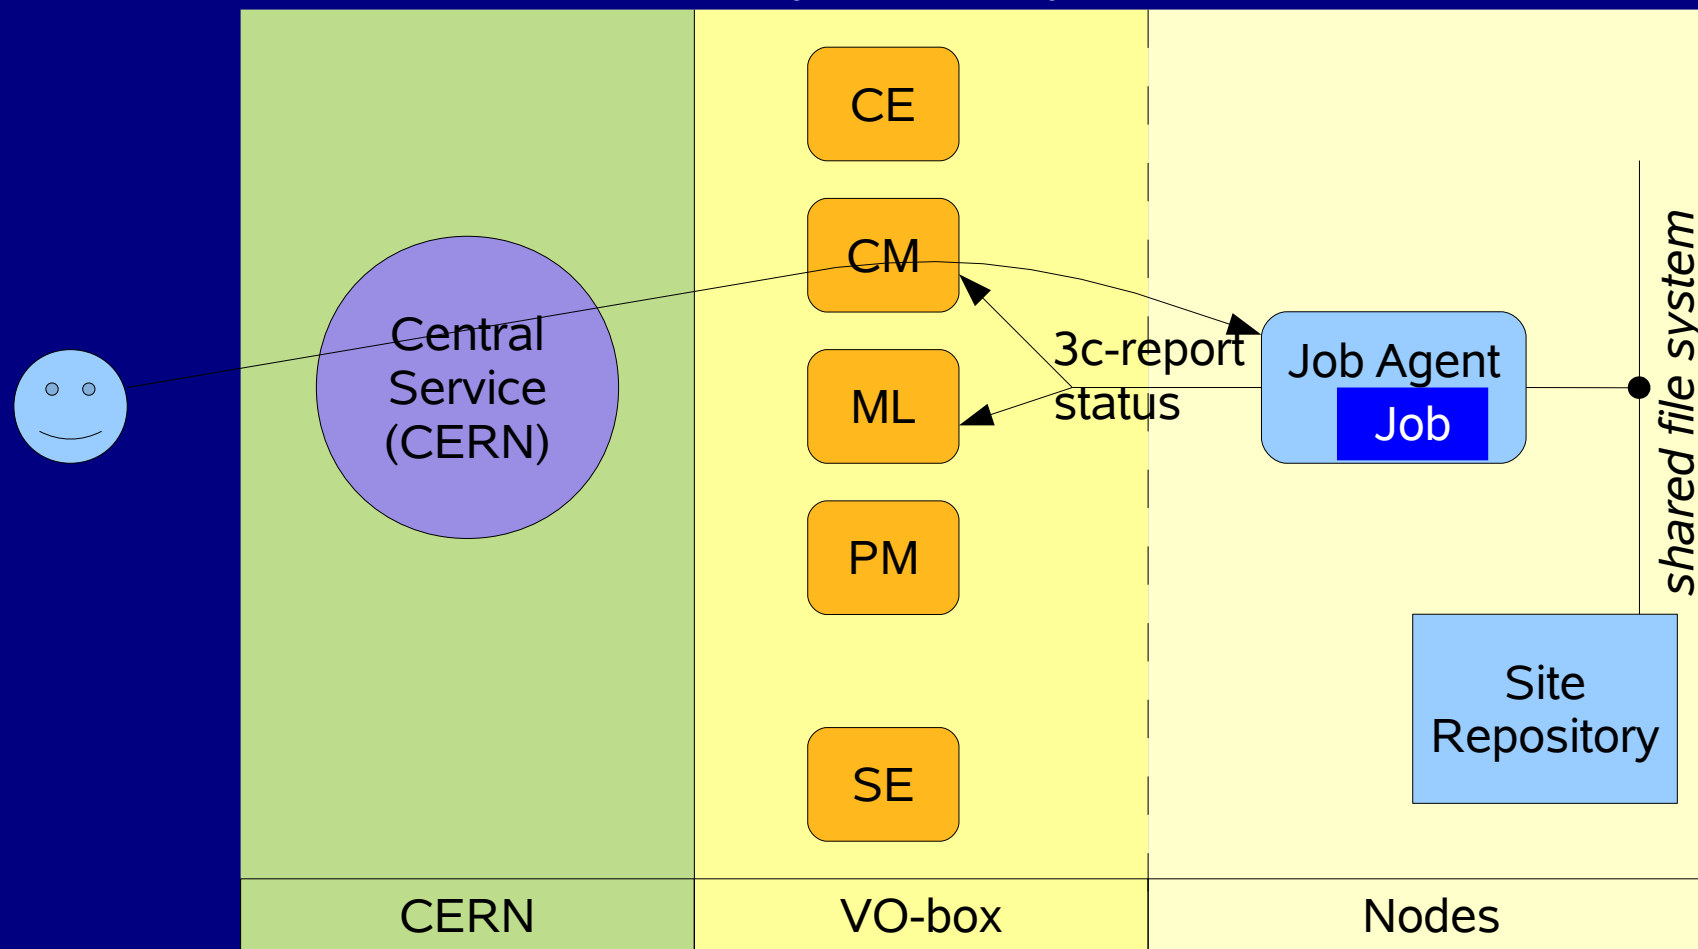 CE
CM
Central
Service
(CERN)
3c-report
status
ML
Job Agent
Job
shared file system
PM
Site
Repository
SE
CERN
VO-box
Nodes